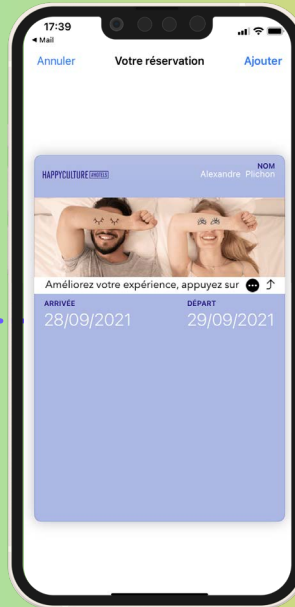 17:39
◀ Mail
Annuler Votre réservation Ajouter
HAPPYCULTURE #HOTELS
NOM
Alexandre Plichon
Améliorez votre expérience, appuyez sur
ARRIVÉE DÉPART
28/09/2021 29/09/2021